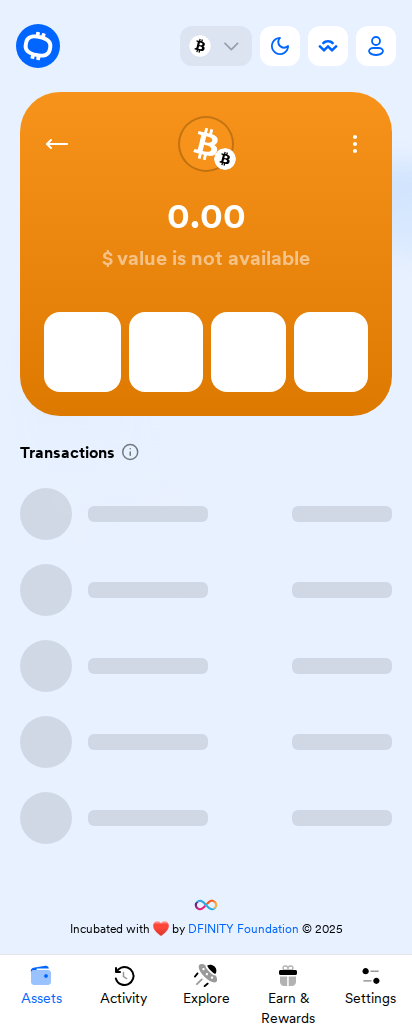 0.00
$ value is not available
Transactions
Incubated with ❤️ by DFINITY Foundation © 2025
Assets
Activity
Explore
Earn &
Rewards
Settings